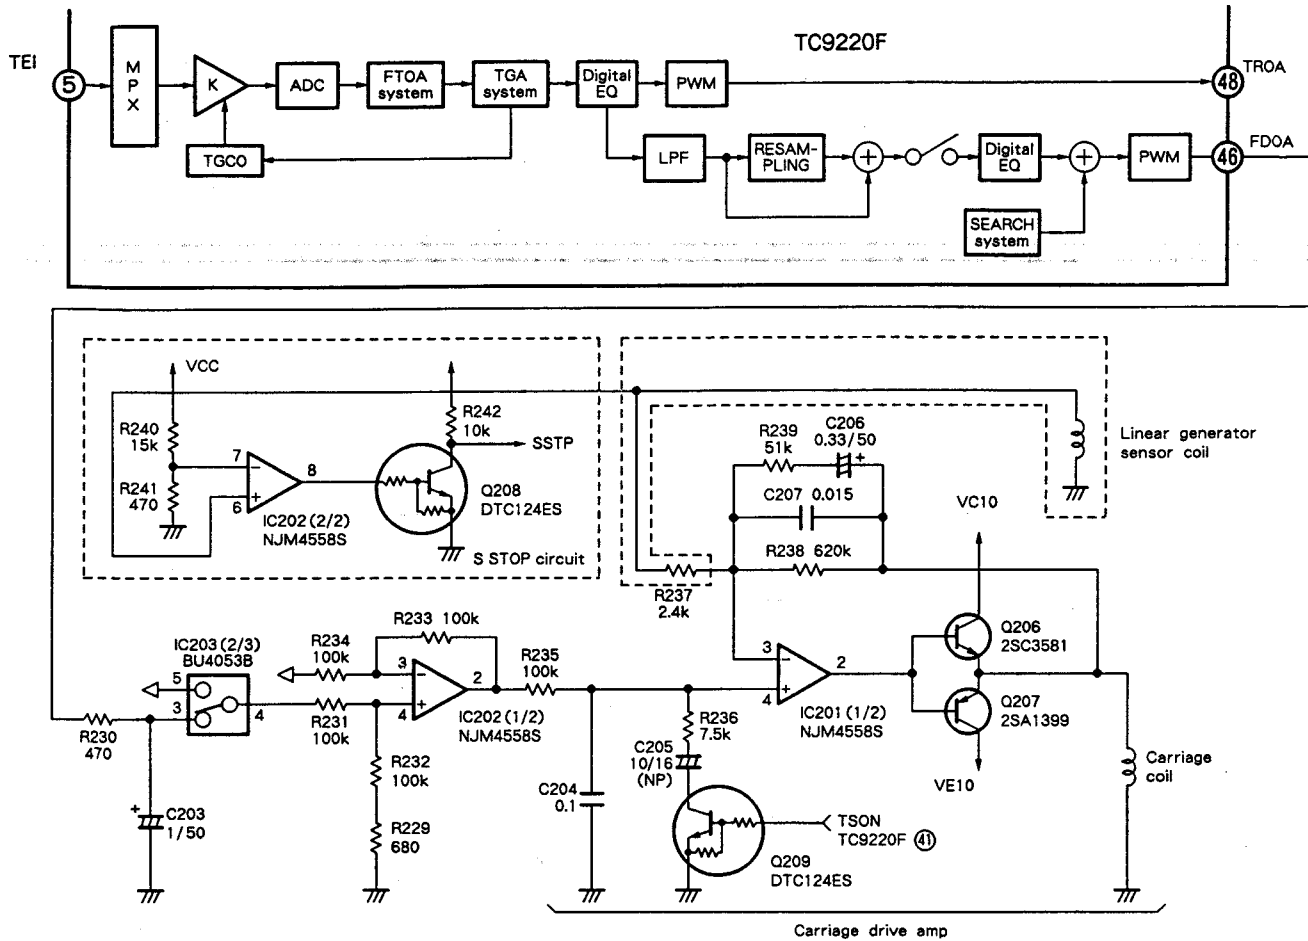 TC9220F
TEI
5
M
P
X
K
ADC
FTOA
system
TGA
system
Digital
EQ
PWM
48
TROA
TGCO
LPF
RESAM-
PLING
+
Digital
EQ
+
PWM
46
FDOA
SEARCH
system
VCC
R240
15k
R241
470
7
−
+
6
8
IC202 (2/2)
NJM4558S
R242
10k
SSTP
Q208
DTC124ES
S STOP circuit
C206
0.33/50
+
R239
51k
C207 0.015
R238 620k
R237
2.4k
Linear generator
sensor coil
VC10
IC203 (2/3)
BU4053B
5
3
4
R230
470
+
C203
1/50
R234
100k
R233 100k
R231
100k
3
−
4
+
2
IC202 (1/2)
NJM4558S
R232
100k
R229
680
R235
100k
C204
0.1
R236
7.5k
C205
10/16
(NP)
3
−
4
+
2
IC201 (1/2)
NJM4558S
Q206
2SC3581
Q207
2SA1399
VE10
Carriage
coil
TSON
TC9220F 41
Q209
DTC124ES
Carriage drive amp